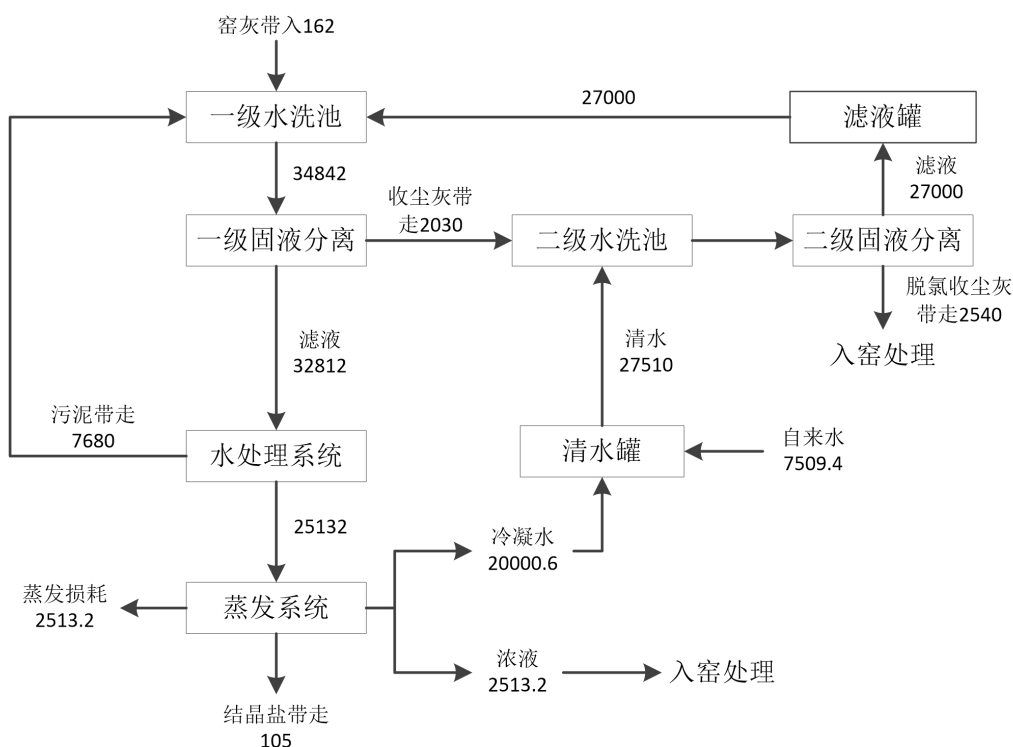 窑灰带入162
一级水洗池
27000
滤液罐
34842
滤液
27000
收尘灰带
走2030
一级固液分离
二级水洗池
二级固液分离
脱氯收尘灰
带走2540
入窑处理
滤液
32812
清水
27510
污泥带走
7680
水处理系统
清水罐
自来水
7509.4
25132
冷凝水
20000.6
蒸发损耗
2513.2
蒸发系统
浓液
2513.2
入窑处理
结晶盐带走
105